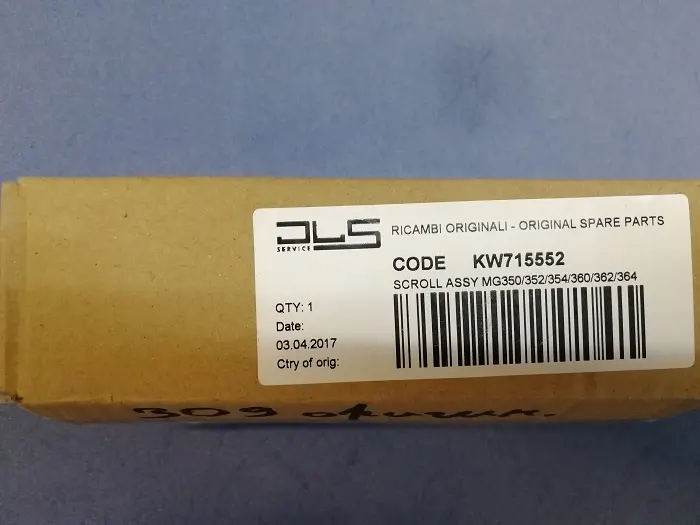 DLS
SERVICE
RICAMBI ORIGINALI - ORIGINAL SPARE PARTS
CODE KW715552
SCROLL ASSY MG350/352/354/360/362/364
QTY: 1
Date:
03.04.2017
Ctry of orig:
309